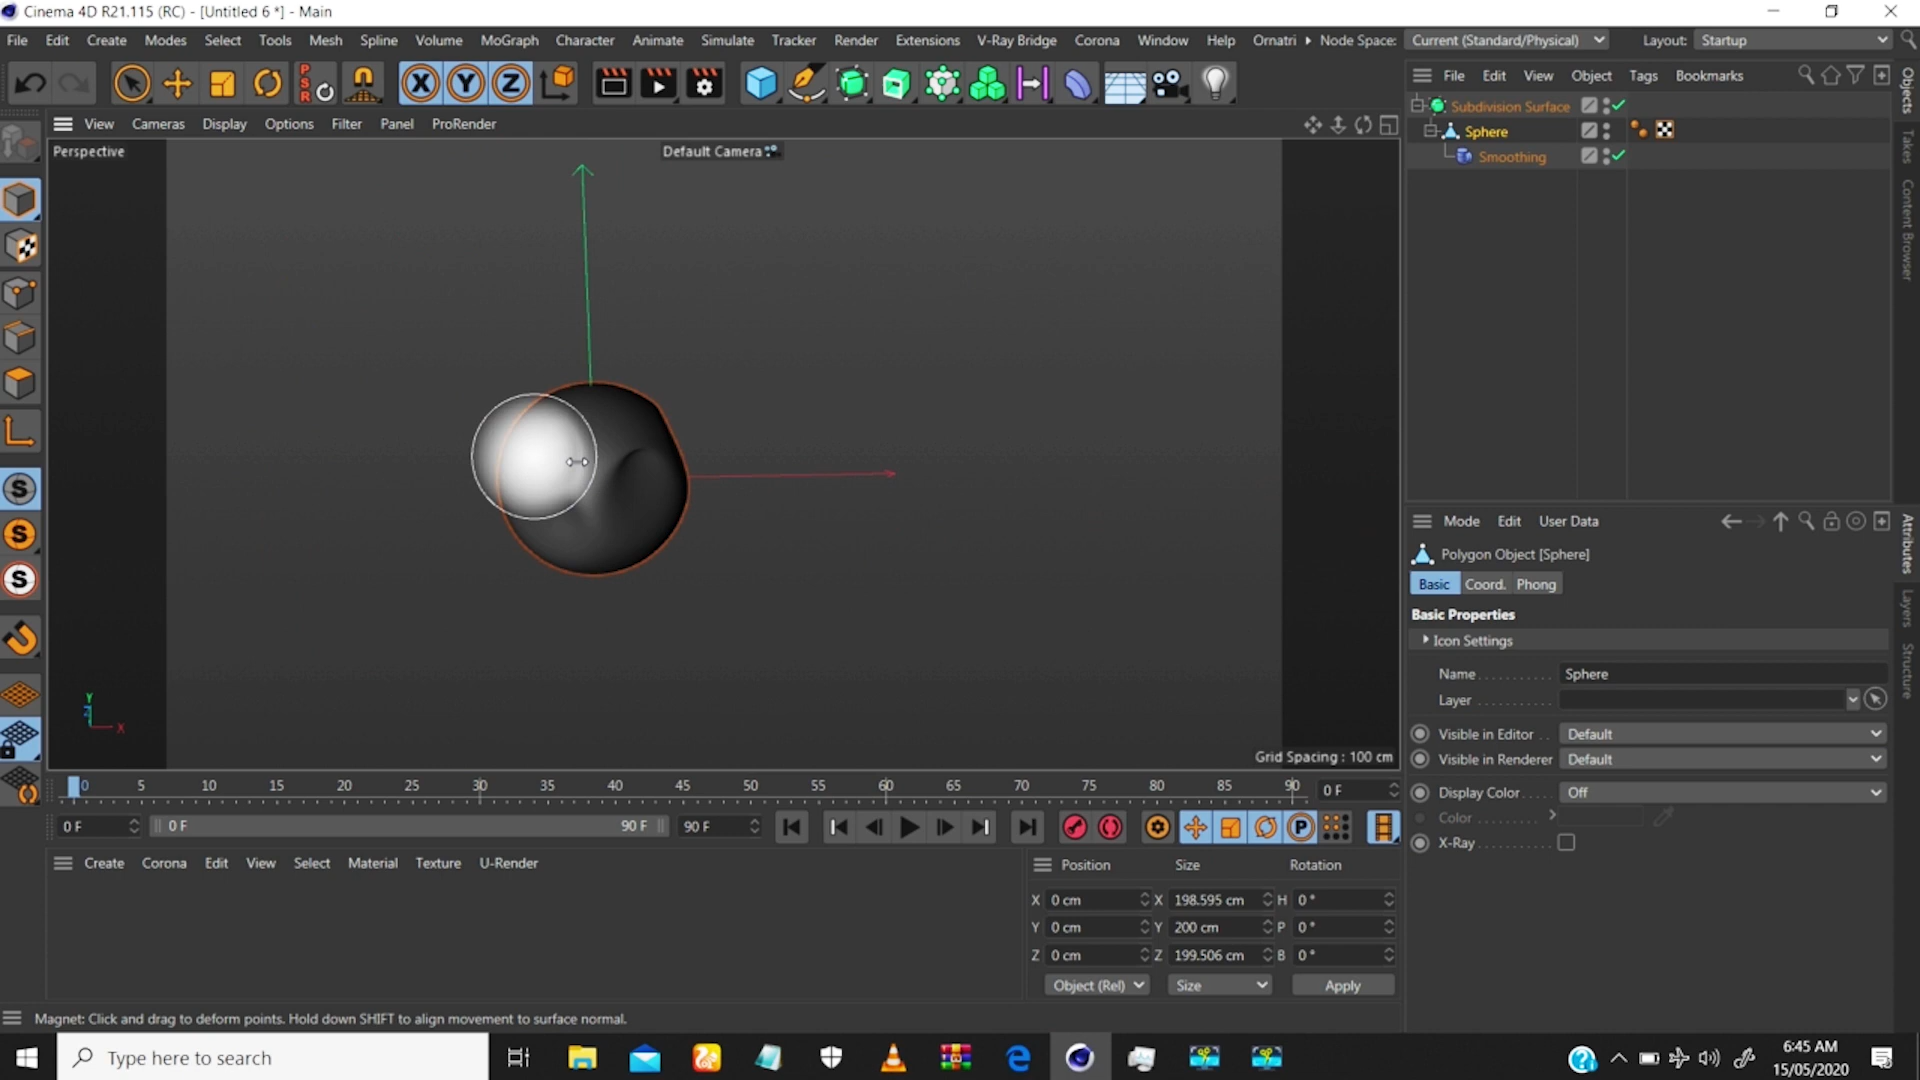 Cinema 4D R21.115 (RC) - [Untitled 6 *] - Main
File Edit Create Modes Select Tools Mesh Spline Volume MoGraph Character Animate Simulate Tracker Render Extensions V-Ray Bridge Corona Window Help Ornatri Node Space: Current (Standard/Physical) Layout: Startup
P S R X Y Z
File Edit View Object Tags Bookmarks
View Cameras Display Options Filter Panel ProRender
Perspective
Default Camera
Subdivision Surface
Sphere
Smoothing
Objects
Takes
Content Browser
S
S
S
Y
Z
X
Grid Spacing : 100 cm
Mode Edit User Data
Polygon Object [Sphere]
Basic Coord. Phong
Basic Properties
Icon Settings
Name Sphere
Layer
Visible in Editor Default
Visible in Renderer Default
Display Color Off
Color
X-Ray
Attributes
Layers
Structure
0 5 10 15 20 25 30 35 40 45 50 55 60 65 70 75 80 85 90 0 F
0 F 0 F 90 F 90 F P
Create Corona Edit View Select Material Texture U-Render
Position Size Rotation
X 0 cm X 198.595 cm H 0 °
Y 0 cm Y 200 cm P 0 °
Z 0 cm Z 199.506 cm B 0 °
Object (Rel) Size Apply
Magnet: Click and drag to deform points. Hold down SHIFT to align movement to surface normal.
Type here to search
6:45 AM
15/05/2020